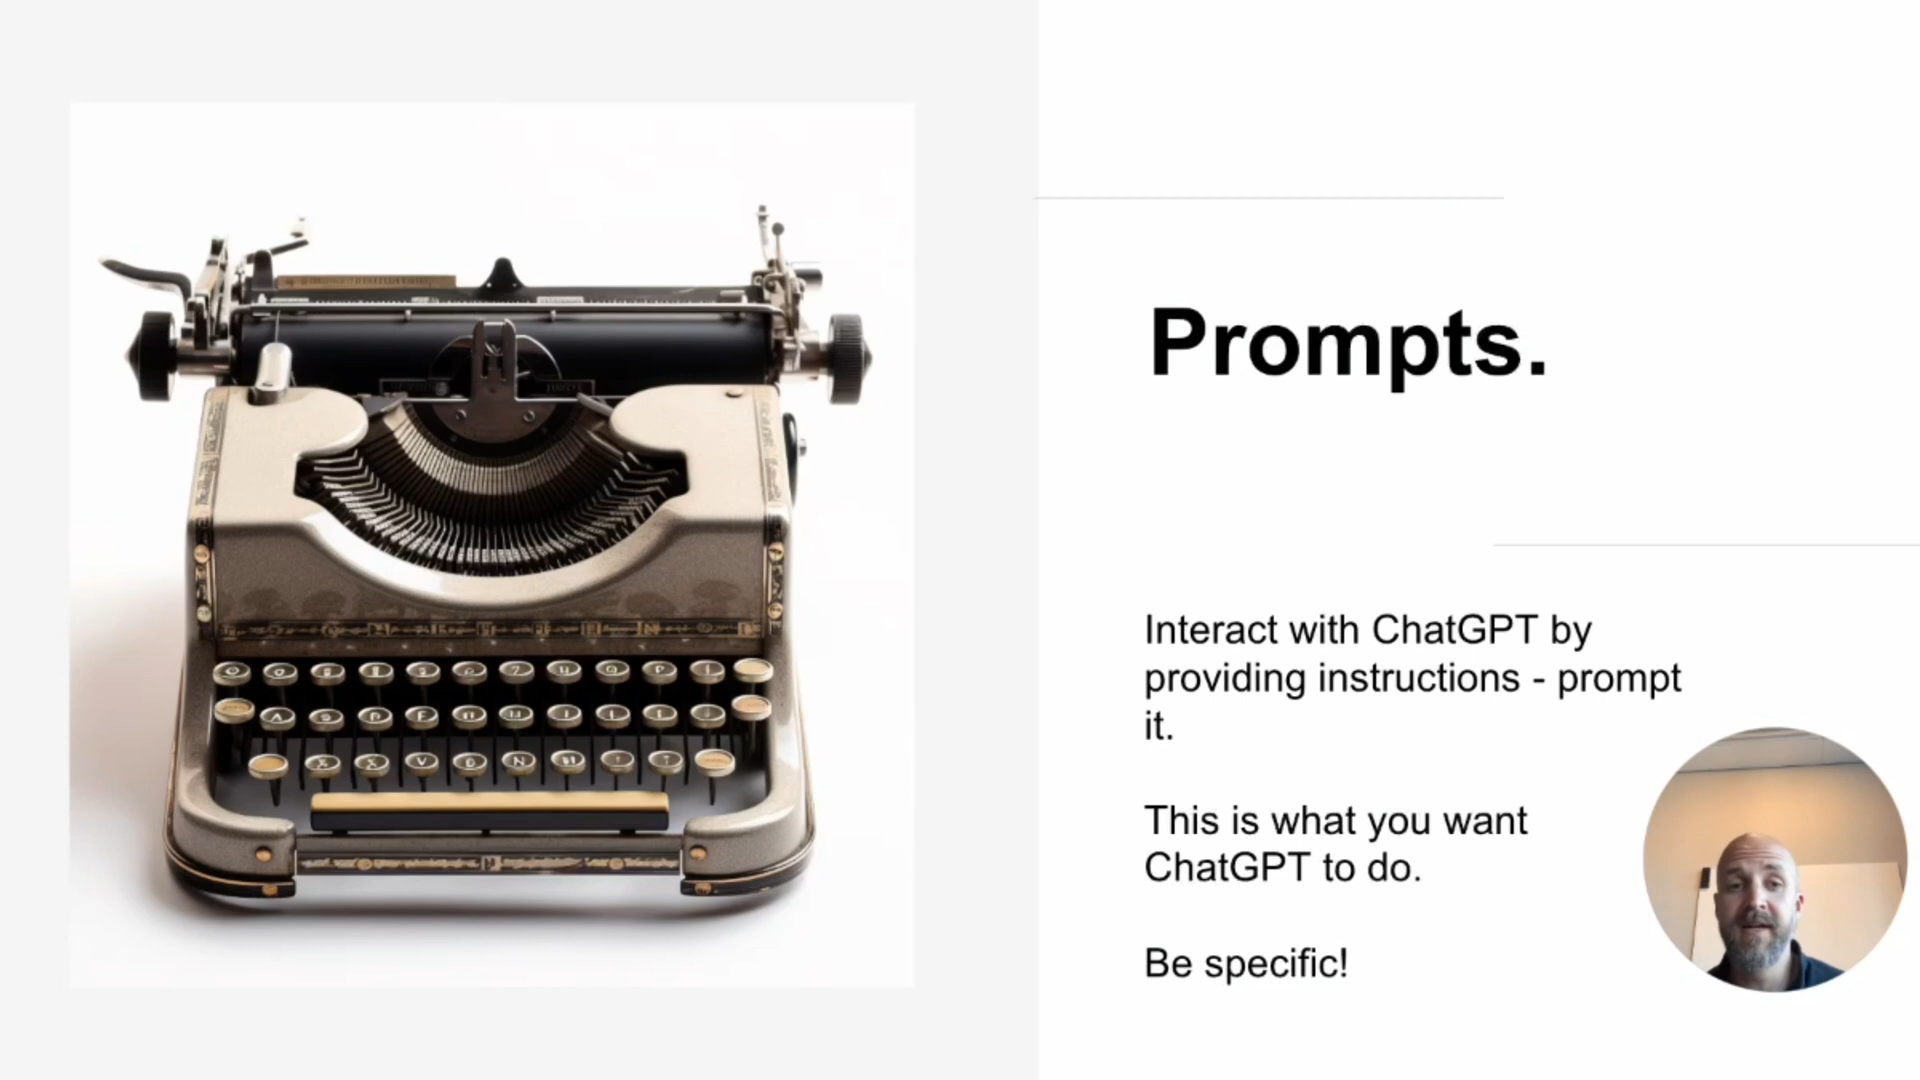 Prompts.
Interact with ChatGPT by
providing instructions - prompt
it.
This is what you want
ChatGPT to do.
Be specific!